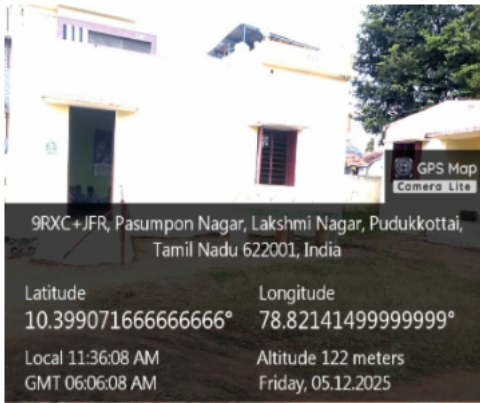 GPS Map
Camera Lite
9RXC+JFR, Pasumpon Nagar, Lakshmi Nagar, Pudukkottai,
Tamil Nadu 622001, India
Latitude
10.399071666666666°
Longitude
78.82141499999999°
Local 11:36:08 AM
GMT 06:06:08 AM
Altitude 122 meters
Friday, 05.12.2025